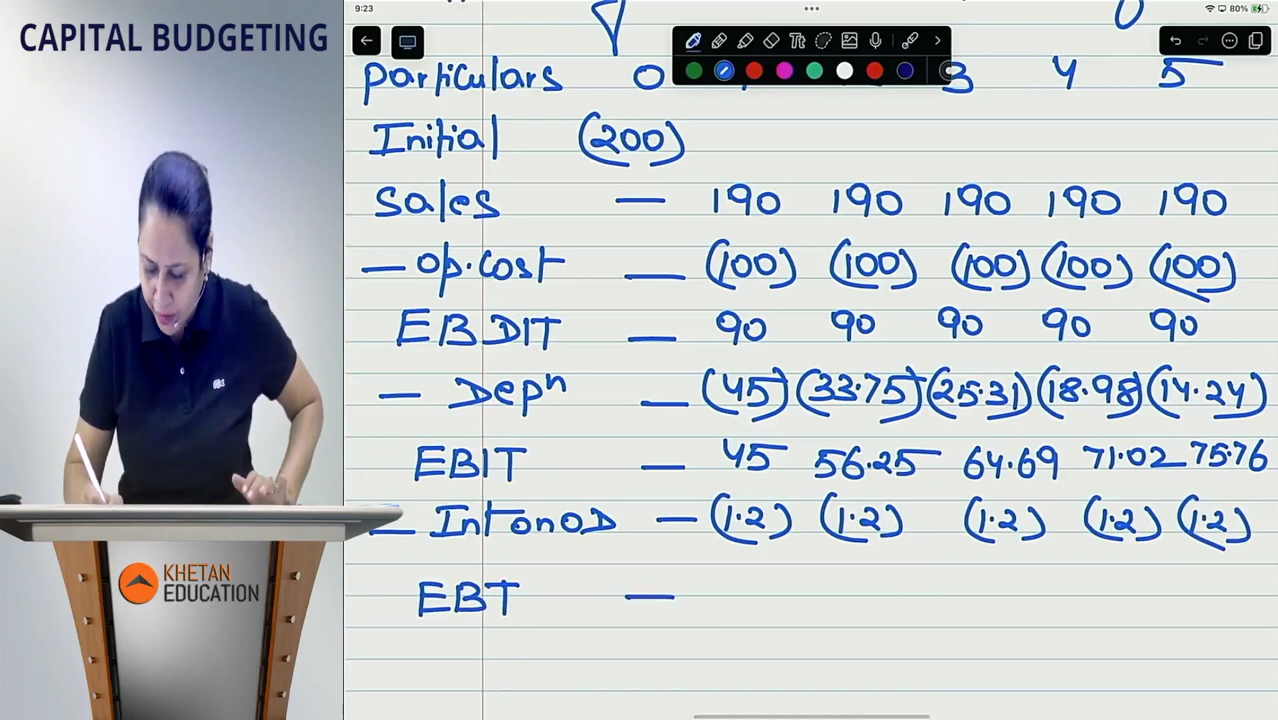 CAPITAL BUDGETING
9:23
80%
particulars 0 3 4 5
Initial (200)
Sales — 190 190 190 190 190
— op.cost — (100) (100) (100) (100) (100)
EBDIT — 90 90 90 90 90
— Depⁿ — (45) (33.75) (25.31) (18.98) (14.24)
EBIT — 45 56.25 64.69 71.02 75.76
— Int on OD — (1.2) (1.2) (1.2) (1.2) (1.2)
EBT —
KHETAN
EDUCATION